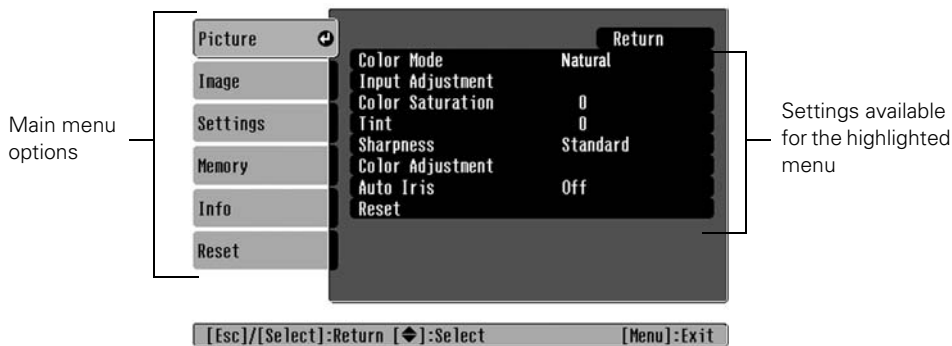 Main menu
options
Picture
Image
Settings
Memory
Info
Reset
Return
Color Mode Natural
Input Adjustment
Color Saturation 0
Tint 0
Sharpness Standard
Color Adjustment
Auto Iris Off
Reset
Settings available
for the highlighted
menu
[Esc]/[Select]:Return [◆]:Select [Menu]:Exit